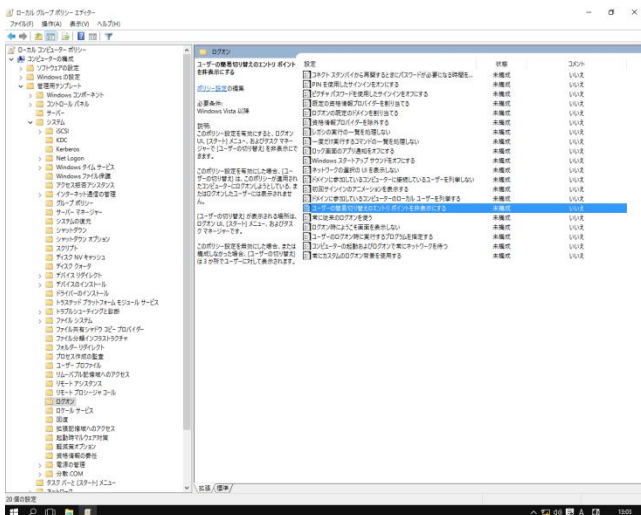 ローカル グループ ポリシー エディター
ファイル(F) 操作(A) 表示(V) ヘルプ(H)
ローカル コンピューター ポリシー
コンピューターの構成
ソフトウェアの設定
Windows の設定
管理用テンプレート
Windows コンポーネント
コントロール パネル
サーバー
システム
iSCSI
KDC
Kerberos
Net Logon
Windows タイム サービス
Windows ファイル保護
アクセス拒否アシスタンス
インターネット通信の管理
グループ ポリシー
サーバー マネージャー
システムの復元
シャットダウン
シャットダウン オプション
スクリプト
ディスク NV キャッシュ
ディスク クォータ
デバイス リダイレクト
デバイスのインストール
ドライバーのインストール
トラステッド プラットフォーム モジュール サービス
トラブルシューティングと診断
ファイル システム
ファイル共有シャドウ コピー プロバイダー
ファイル分類インフラストラクチャ
フォルダー リダイレクト
プロセス作成の監査
ユーザー プロファイル
リムーバブル記憶域へのアクセス
リモート アシスタンス
リモート プロシージャ コール
ログオン
ロケール サービス
回復
拡張記憶域へのアクセス
起動時マルウェア対策
軽減策オプション
資格情報の委任
電源の管理
分散 COM
タスク バーと [スタート] メニュー
ネットワーク
ログオン
ユーザーの簡易切り替えのエントリ ポイントを非表示にする
ポリシー設定の編集
必要条件:
Windows Vista 以降
説明:
このポリシー設定を有効にすると、ログオン UI、[スタート] メニュー、およびタスク マネージャーで [ユーザーの切り替え] を非表示にできます。
このポリシー設定を有効にした場合、[ユーザーの切り替え] は、このポリシーが適用されたコンピューターにログオンしようとしている、またはログオンしたユーザーには表示されません。
[ユーザーの切り替え] が表示される場所は、ログオン UI、[スタート] メニュー、およびタスク マネージャーです。
このポリシー設定を無効にした場合、または構成しなかった場合、[ユーザーの切り替え] は 3 か所でユーザーに対して表示されます。
設定 状態 コメント
コネクト スタンバイから再開するときにパスワードが必要になる時間を... 未構成 いいえ
PIN を使用したサインインをオンにする 未構成 いいえ
ピクチャ パスワードを使用したサインインをオフにする 未構成 いいえ
既定の資格情報プロバイダーを割り当てる 未構成 いいえ
ログオンの既定のドメインを割り当てる 未構成 いいえ
資格情報プロバイダーを除外する 未構成 いいえ
レガシの実行の一覧を処理しない 未構成 いいえ
一度だけ実行するコマンドの一覧を処理しない 未構成 いいえ
ロック画面のアプリ通知をオフにする 未構成 いいえ
Windows スタートアップ サウンドをオフにする 未構成 いいえ
ネットワークの選択の UI を表示しない 未構成 いいえ
ドメインに参加しているコンピューターに接続しているユーザーを列挙しない 未構成 いいえ
初回サインインのアニメーションを表示する 未構成 いいえ
ドメインに参加しているコンピューターのローカル ユーザーを列挙する 未構成 いいえ
ユーザーの簡易切り替えのエントリ ポイントを非表示にする 未構成 いいえ
常に従来のログオンを使う 未構成 いいえ
ログオン時にようこそ画面を表示しない 未構成 いいえ
ユーザーのログオン時に実行するプログラムを指定する 未構成 いいえ
コンピューターの起動およびログオンで常にネットワークを待つ 未構成 いいえ
常にカスタムのログオン背景を使用する 未構成 いいえ
拡張 標準
20 個の設定
A
13:03